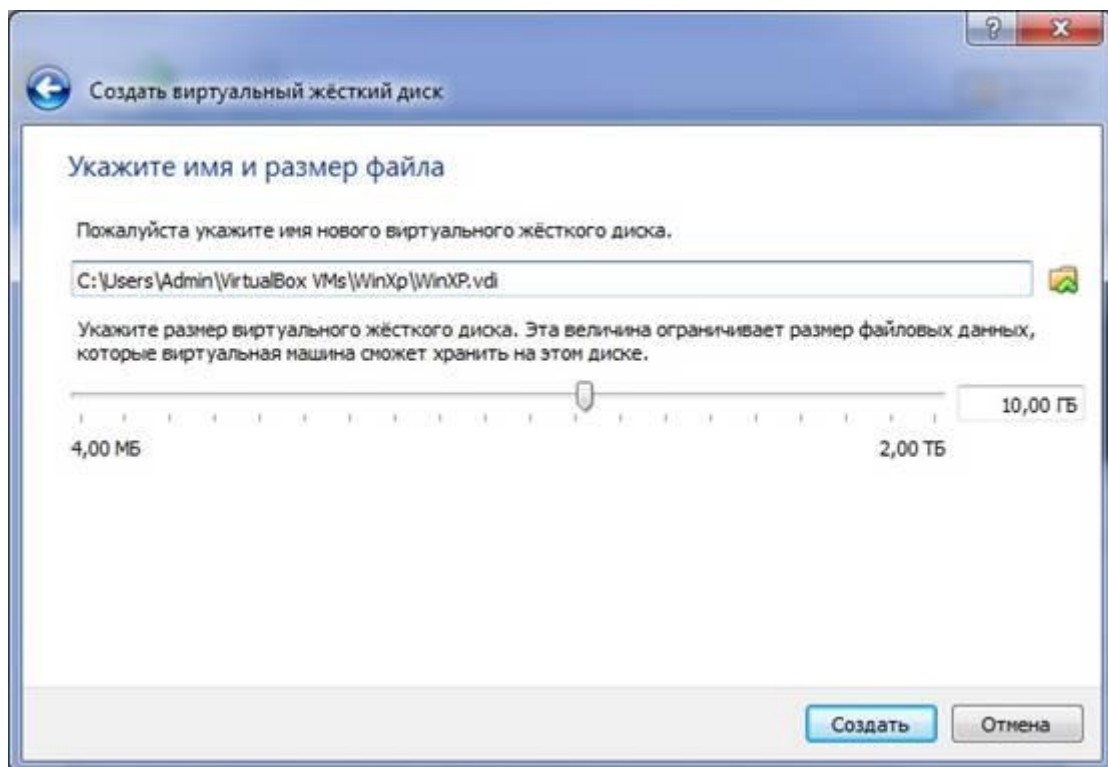 ?
Создать виртуальный жёсткий диск
Укажите имя и размер файла
Пожалуйста укажите имя нового виртуального жёсткого диска.
C:\Users\Admin\VirtualBox VMs\WinXp\WinXP.vdi
Укажите размер виртуального жёсткого диска. Эта величина ограничивает размер файловых данных,
которые виртуальная машина сможет хранить на этом диске.
10,00 ГБ
4,00 МБ 2,00 ТБ
Создать Отмена